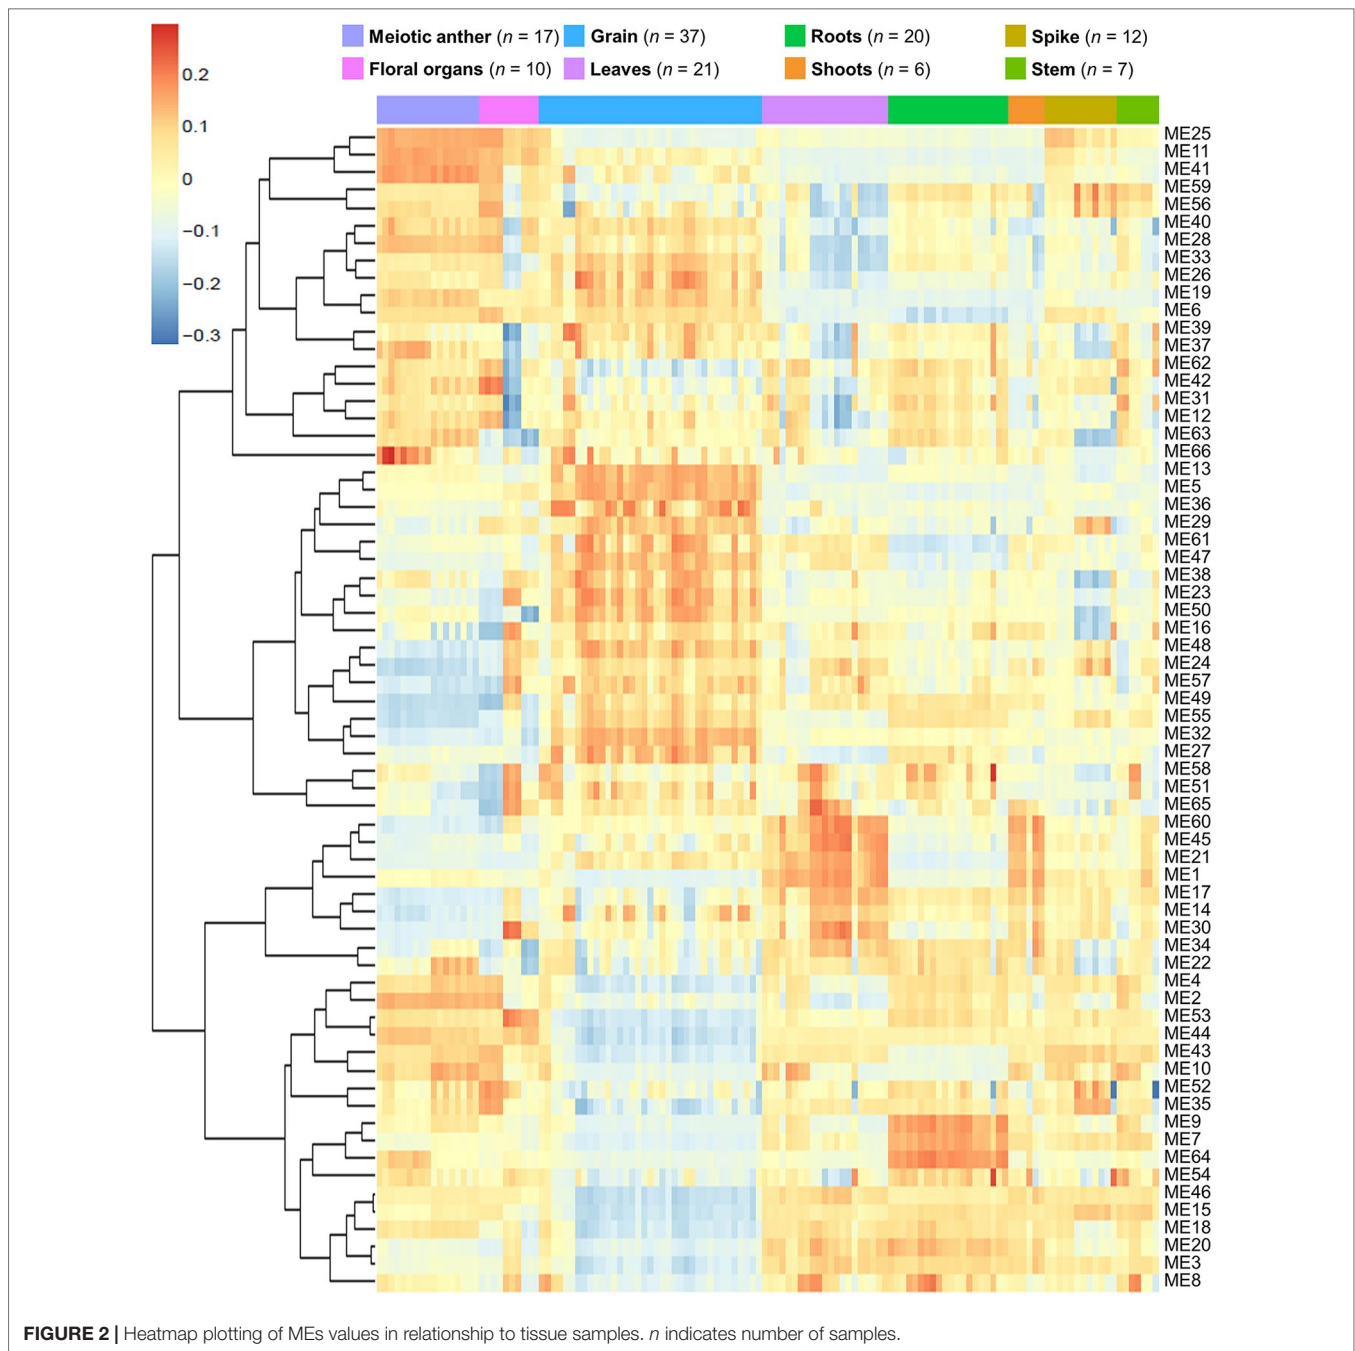 Meiotic anther (n = 17) Grain (n = 37) Roots (n = 20) Spike (n = 12)
Floral organs (n = 10) Leaves (n = 21) Shoots (n = 6) Stem (n = 7)
0.2
0.1
0
−0.1
−0.2
−0.3
ME25
ME11
ME41
ME59
ME56
ME40
ME28
ME33
ME26
ME19
ME6
ME39
ME37
ME62
ME42
ME31
ME12
ME63
ME66
ME13
ME5
ME36
ME29
ME61
ME47
ME38
ME23
ME50
ME16
ME48
ME24
ME57
ME49
ME55
ME32
ME27
ME58
ME51
ME65
ME60
ME45
ME21
ME1
ME17
ME14
ME30
ME34
ME22
ME4
ME2
ME53
ME44
ME43
ME10
ME52
ME35
ME9
ME7
ME64
ME54
ME46
ME15
ME18
ME20
ME3
ME8
FIGURE 2 | Heatmap plotting of MEs values in relationship to tissue samples. n indicates number of samples.